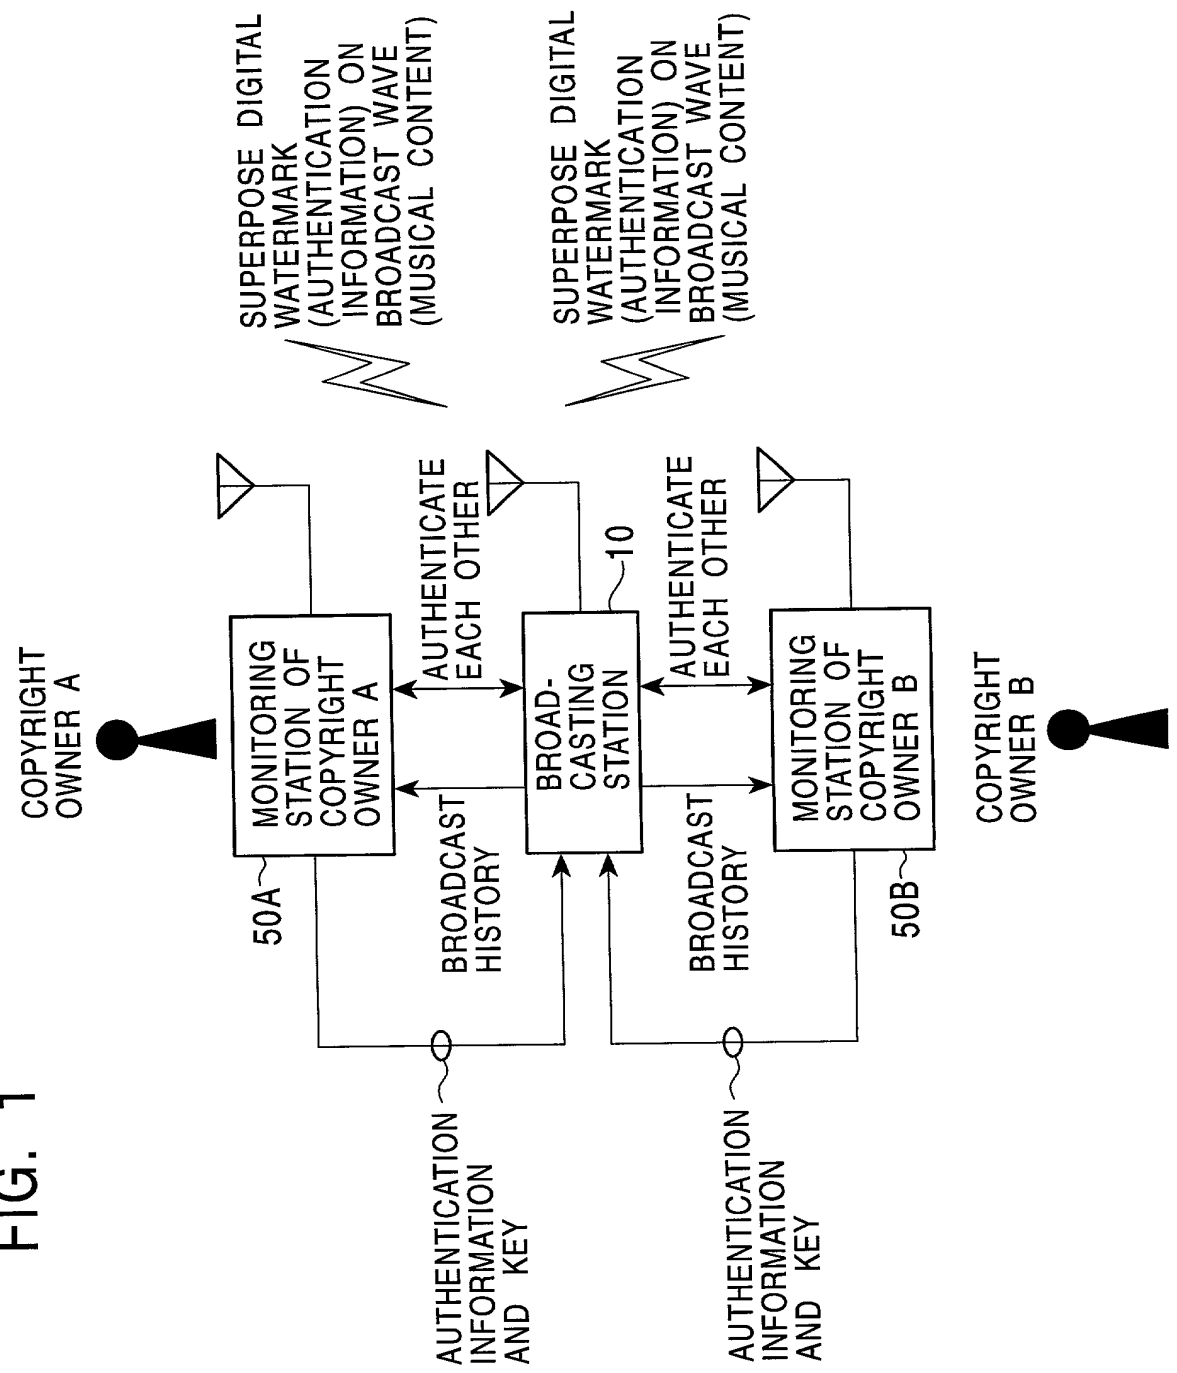 FIG. 1
COPYRIGHT
OWNER A
MONITORING
STATION OF
COPYRIGHT
OWNER A
50A
SUPERPOSE DIGITAL
WATERMARK
(AUTHENTICATION
INFORMATION) ON
BROADCAST WAVE
(MUSICAL CONTENT)
AUTHENTICATION
INFORMATION
AND KEY
BROADCAST
HISTORY
AUTHENTICATE
EACH OTHER
BROAD-
CASTING
STATION
10
SUPERPOSE DIGITAL
WATERMARK
(AUTHENTICATION
INFORMATION) ON
BROADCAST WAVE
(MUSICAL CONTENT)
AUTHENTICATION
INFORMATION
AND KEY
BROADCAST
HISTORY
AUTHENTICATE
EACH OTHER
MONITORING
STATION OF
COPYRIGHT
OWNER B
50B
COPYRIGHT
OWNER B